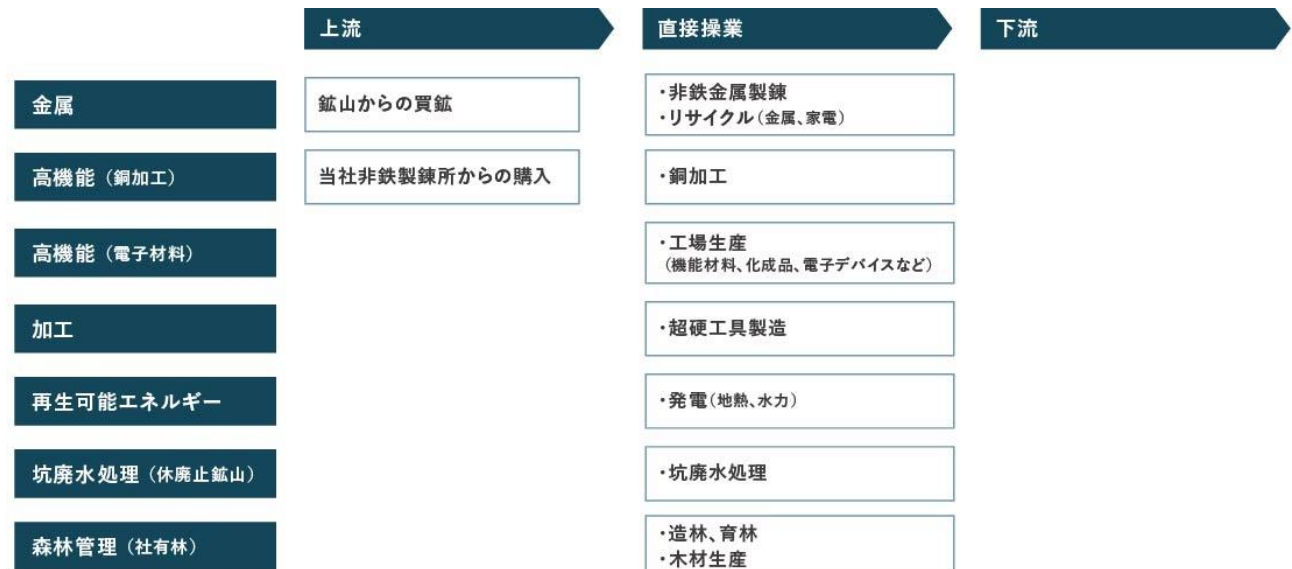 上流
直接操業
下流
金属
鉱山からの買鉱
・非鉄金属製錬
・リサイクル（金属、家電）
高機能（銅加工）
当社非鉄製錬所からの購入
・銅加工
高機能（電子材料）
・工場生産
（機能材料、化成品、電子デバイスなど）
加工
・超硬工具製造
再生可能エネルギー
・発電（地熱、水力）
坑廃水処理（休廃止鉱山）
・坑廃水処理
森林管理（社有林）
・造林、育林
・木材生産